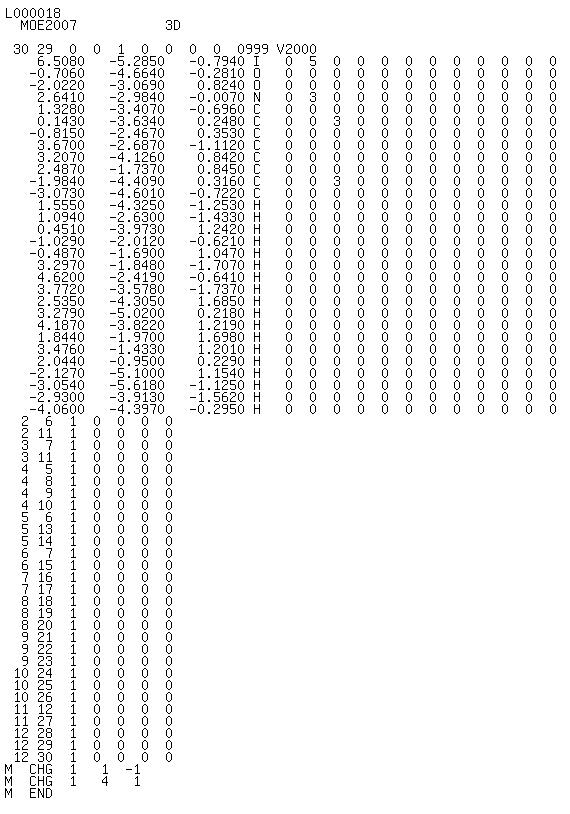 L000018
MOE2007 3D
30 29 0 0 1 0 0 0 0 0999 V2000
6.5080 -5.2850 -0.7940 I 0 5 0 0 0 0 0 0 0 0 0 0
-0.7060 -4.6640 -0.2810 O 0 0 0 0 0 0 0 0 0 0 0 0
-2.0220 -3.0690 0.8240 O 0 0 0 0 0 0 0 0 0 0 0 0
2.6410 -2.9840 -0.0070 N 0 3 0 0 0 0 0 0 0 0 0 0
1.3280 -3.4070 -0.6960 C 0 0 0 0 0 0 0 0 0 0 0 0
0.1430 -3.6340 0.2480 C 0 0 3 0 0 0 0 0 0 0 0 0
-0.8150 -2.4670 0.3530 C 0 0 0 0 0 0 0 0 0 0 0 0
3.6700 -2.6870 -1.1120 C 0 0 0 0 0 0 0 0 0 0 0 0
3.2070 -4.1260 0.8420 C 0 0 0 0 0 0 0 0 0 0 0 0
2.4870 -1.7370 0.8450 C 0 0 0 0 0 0 0 0 0 0 0 0
-1.9840 -4.4090 0.3160 C 0 0 3 0 0 0 0 0 0 0 0 0
-3.0730 -4.6010 -0.7220 C 0 0 0 0 0 0 0 0 0 0 0 0
1.5550 -4.3250 -1.2530 H 0 0 0 0 0 0 0 0 0 0 0 0
1.0940 -2.6300 -1.4330 H 0 0 0 0 0 0 0 0 0 0 0 0
0.4510 -3.9730 1.2420 H 0 0 0 0 0 0 0 0 0 0 0 0
-1.0290 -2.0120 -0.6210 H 0 0 0 0 0 0 0 0 0 0 0 0
-0.4870 -1.6900 1.0470 H 0 0 0 0 0 0 0 0 0 0 0 0
3.2970 -1.8480 -1.7070 H 0 0 0 0 0 0 0 0 0 0 0 0
4.6200 -2.4190 -0.6410 H 0 0 0 0 0 0 0 0 0 0 0 0
3.7720 -3.5780 -1.7370 H 0 0 0 0 0 0 0 0 0 0 0 0
2.5350 -4.3050 1.6850 H 0 0 0 0 0 0 0 0 0 0 0 0
3.2790 -5.0200 0.2180 H 0 0 0 0 0 0 0 0 0 0 0 0
4.1870 -3.8220 1.2190 H 0 0 0 0 0 0 0 0 0 0 0 0
1.8440 -1.9700 1.6980 H 0 0 0 0 0 0 0 0 0 0 0 0
3.4760 -1.4330 1.2010 H 0 0 0 0 0 0 0 0 0 0 0 0
2.0440 -0.9500 0.2290 H 0 0 0 0 0 0 0 0 0 0 0 0
-2.1270 -5.1000 1.1540 H 0 0 0 0 0 0 0 0 0 0 0 0
-3.0540 -5.6180 -1.1250 H 0 0 0 0 0 0 0 0 0 0 0 0
-2.9300 -3.9130 -1.5620 H 0 0 0 0 0 0 0 0 0 0 0 0
-4.0600 -4.3970 -0.2950 H 0 0 0 0 0 0 0 0 0 0 0 0
2 6 1 0 0 0 0
2 11 1 0 0 0 0
3 7 1 0 0 0 0
3 11 1 0 0 0 0
4 5 1 0 0 0 0
4 8 1 0 0 0 0
4 9 1 0 0 0 0
4 10 1 0 0 0 0
5 6 1 0 0 0 0
5 13 1 0 0 0 0
5 14 1 0 0 0 0
6 7 1 0 0 0 0
6 15 1 0 0 0 0
7 16 1 0 0 0 0
7 17 1 0 0 0 0
8 18 1 0 0 0 0
8 19 1 0 0 0 0
8 20 1 0 0 0 0
9 21 1 0 0 0 0
9 22 1 0 0 0 0
9 23 1 0 0 0 0
10 24 1 0 0 0 0
10 25 1 0 0 0 0
10 26 1 0 0 0 0
11 12 1 0 0 0 0
11 27 1 0 0 0 0
12 28 1 0 0 0 0
12 29 1 0 0 0 0
12 30 1 0 0 0 0
M CHG 1 1 -1
M CHG 1 4 1
M END